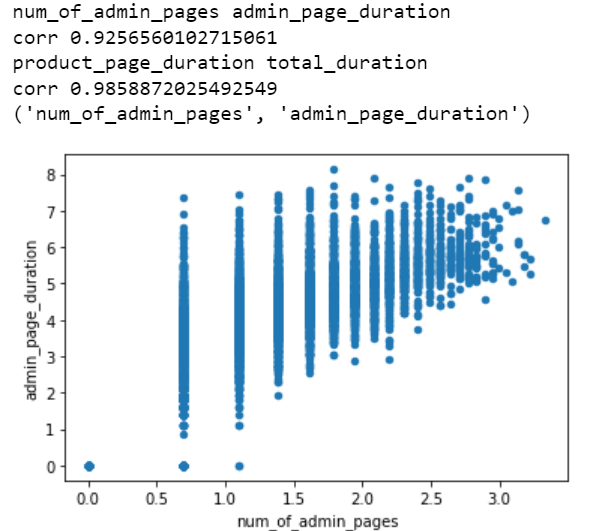 num_of_admin_pages admin_page_duration
corr 0.9256560102715061
product_page_duration total_duration
corr 0.9858872025492549
('num_of_admin_pages', 'admin_page_duration')
8
7
6
5
4
3
2
1
0
admin_page_duration
0.0 0.5 1.0 1.5 2.0 2.5 3.0
num_of_admin_pages